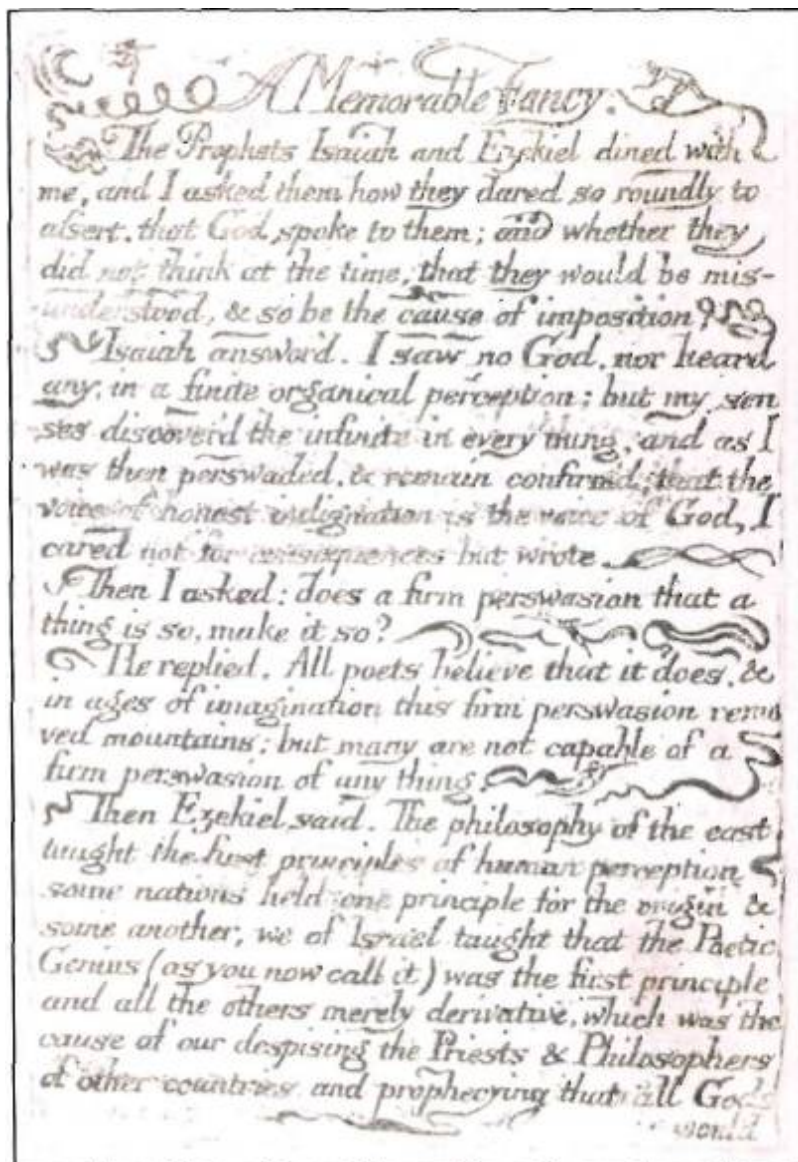 A Memorable Fancy.
The Prophets Isaiah and Ezekiel dined with
me, and I asked them how they dared so roundly to
assert. that God spoke to them; and whether they
did not think at the time, that they would be mis-
understood, & so be the cause of imposition?
Isaiah answer'd. I saw no God. nor heard
any, in a finite organical perception; but my sen
ses discover'd the infinite in every thing, and as I
was then perswaded. & remain confirmd; that the
voice of honest indignation is the voice of God, I
cared not for consequences but wrote.
Then I asked: does a firm perswasion that a
thing is so, make it so?
He replied. All poets believe that it does, &
in ages of imagination this firm perswasion remo
ved mountains; but many are not capable of a
firm perswasion of any thing.
Then Ezekiel said. The philosophy of the east
taught the first principles of human perception
some nations held one principle for the origin &
some another, we of Israel taught that the Poetic
Genius (as you now call it) was the first principle
and all the others merely derivative, which was the
cause of our despising the Priests & Philosophers
of other countries, and prophecying that all Gods
would